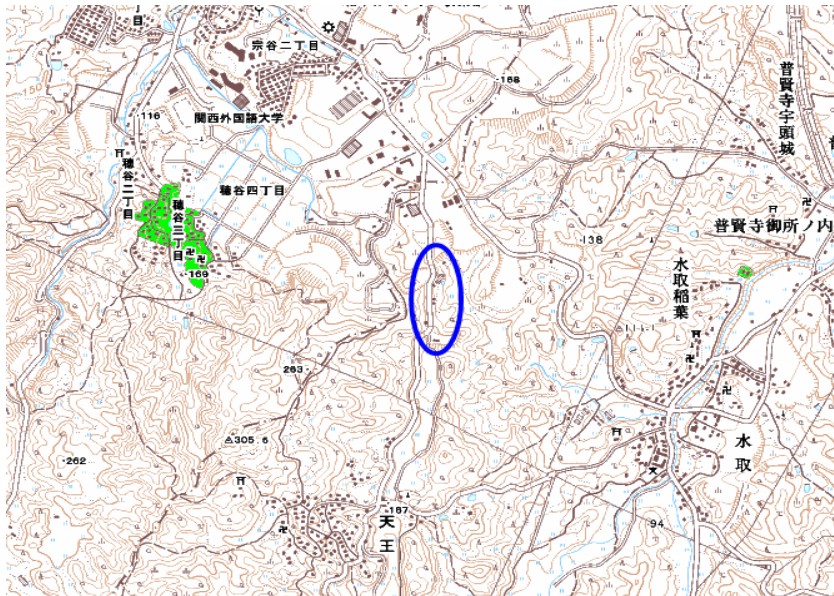 宗谷二丁目
150
・168
116
関西外国語大学
普賢寺宇頭城
穂谷二丁目
穂谷四丁目
穂谷三丁目
普賢寺御所ノ内
・138
・169
水取稲葉
263・
△305.6
・262
水取
・187
天王
・94